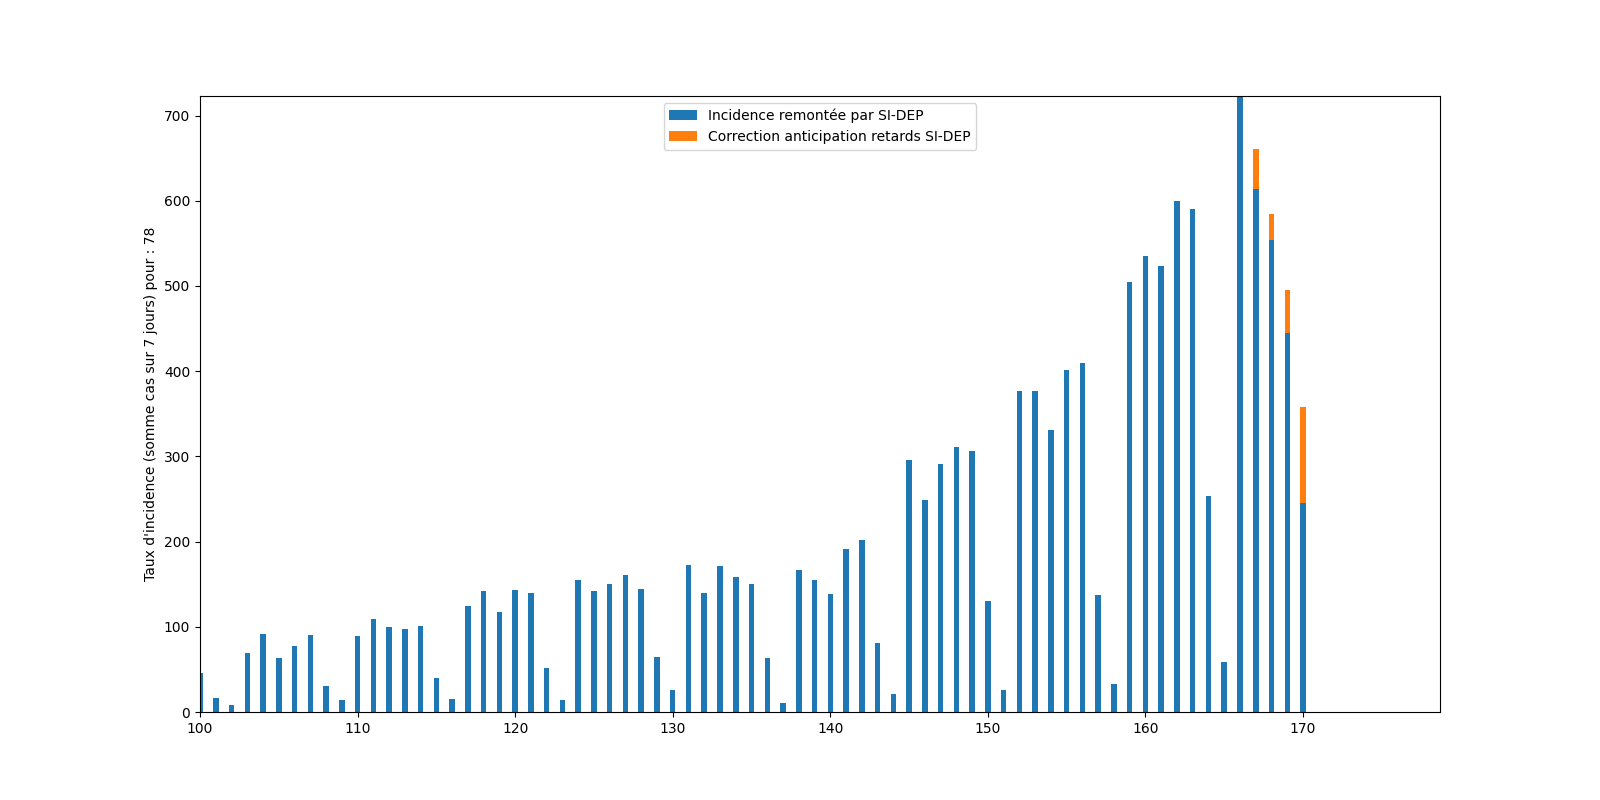 Incidence remontée par SI-DEP
Correction anticipation retards SI-DEP
Taux d'incidence (somme cas sur 7 jours) pour : 78
700
600
500
400
300
200
100
0
100 110 120 130 140 150 160 170